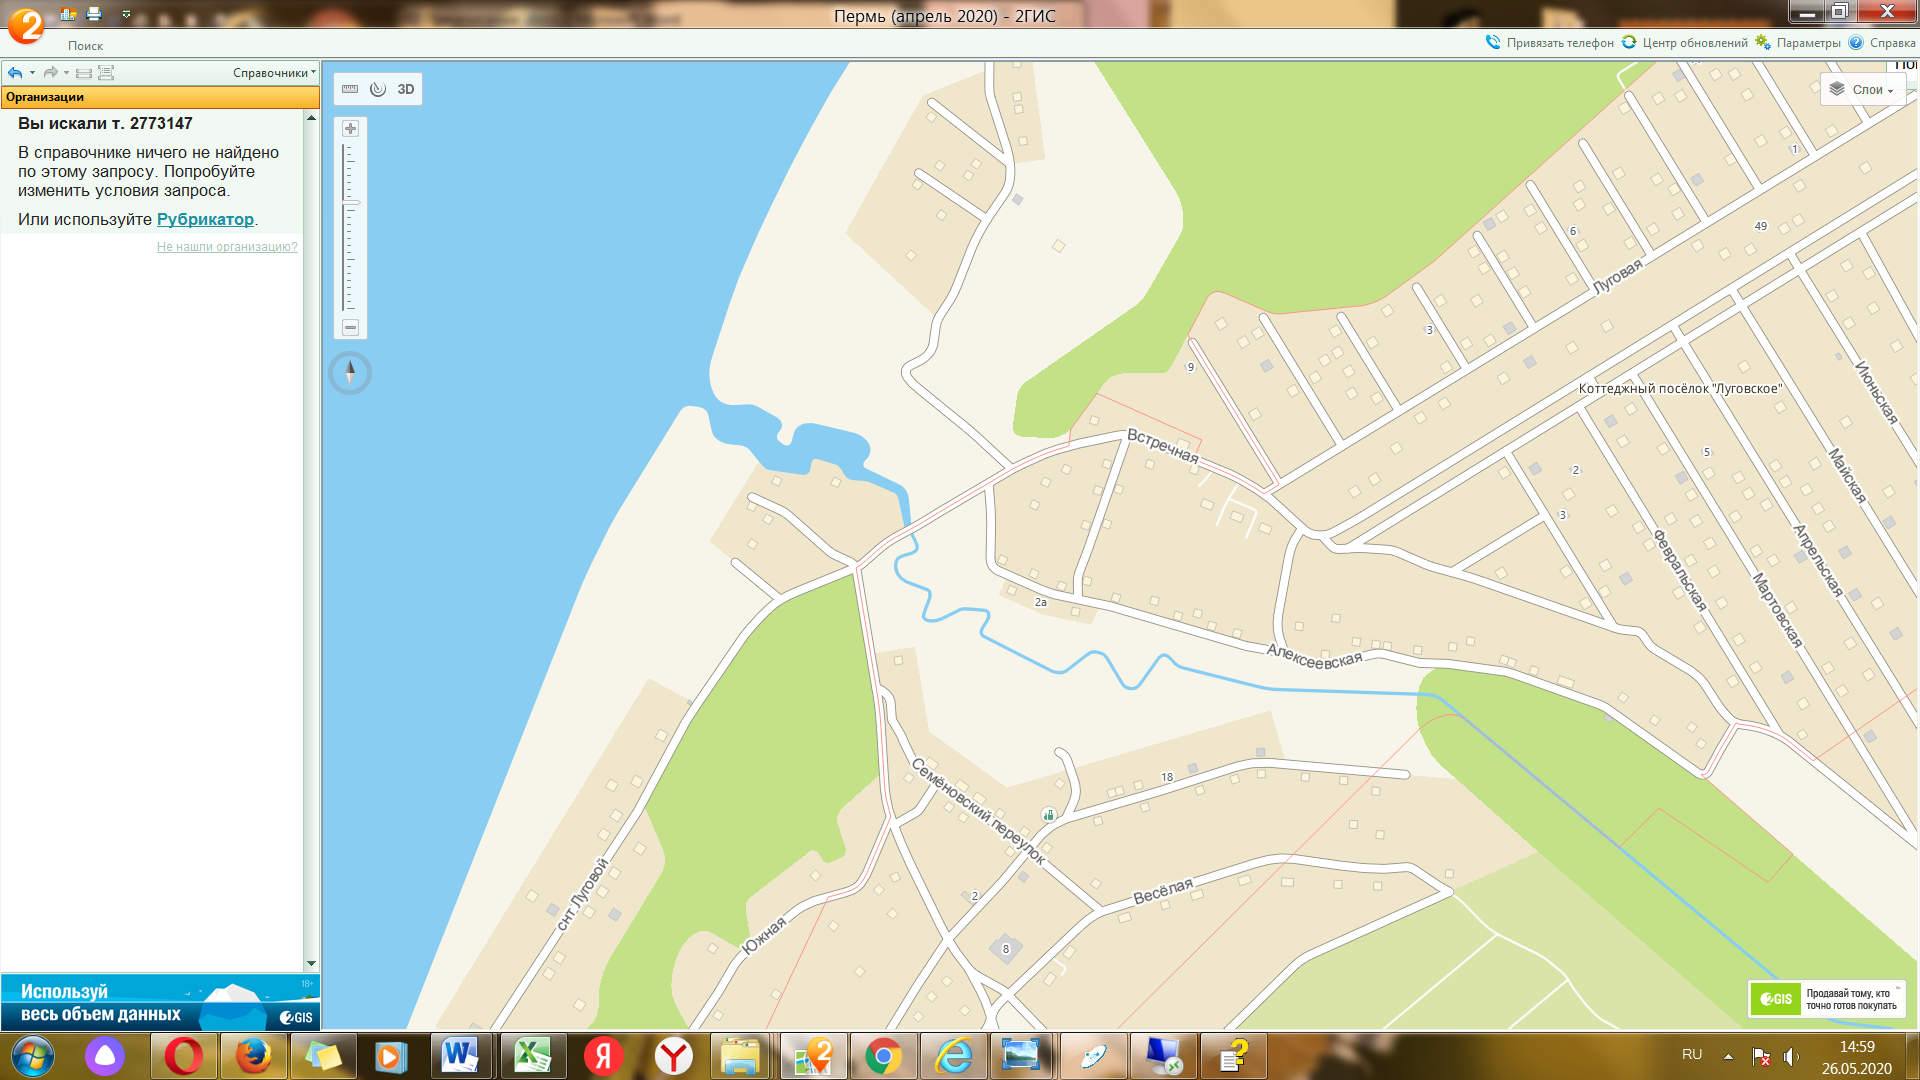 Пермь (апрель 2020) - 2ГИС
Поиск
Привязать телефон
Центр обновлений
Параметры
Справка
Справочники
Организации
Вы искали т. 2773147
В справочнике ничего не найдено
по этому запросу. Попробуйте
изменить условия запроса.
Или используйте Рубрикатор.
Не нашли организацию?
3D
Слои
1
49
6
Луговая
3
9
Коттеджный посёлок "Луговское"
Июньская
Встречная
5
2
Майская
3
Апрельская
Февральская
Мартовская
2а
Алексеевская
Семёновский переулок
18
снт Луговой
2
Весёлая
Южная
8
Используй
весь объем данных
18+
2GIS
2GIS
Продавай тому, кто
точно готов покупать
RU
14:59
26.05.2020